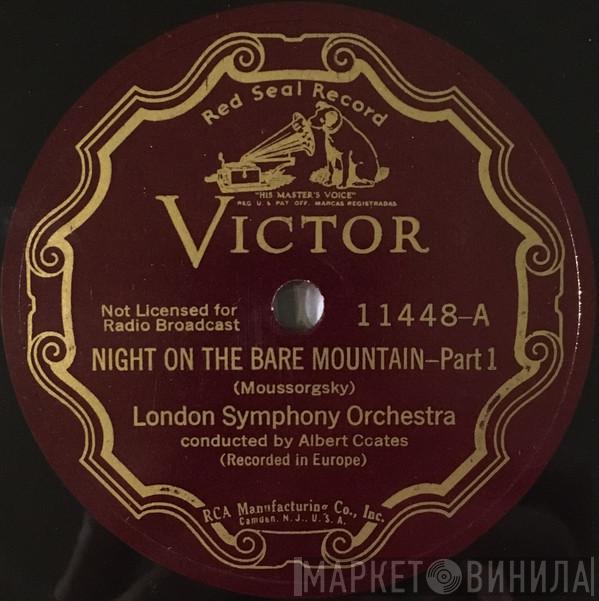 Red Seal Record
"HIS MASTER'S VOICE"
REG. U. S. PAT. OFF. MARCAS REGISTRADAS
VICTOR
Not Licensed for
Radio Broadcast
11448-A
NIGHT ON THE BARE MOUNTAIN-Part 1
(Moussorgsky)
London Symphony Orchestra
conducted by Albert Coates
(Recorded in Europe)
RCA Manufacturing Co., Inc.
Camden, N.J., U.S.A.
МАРКЕТ ВИНИЛА